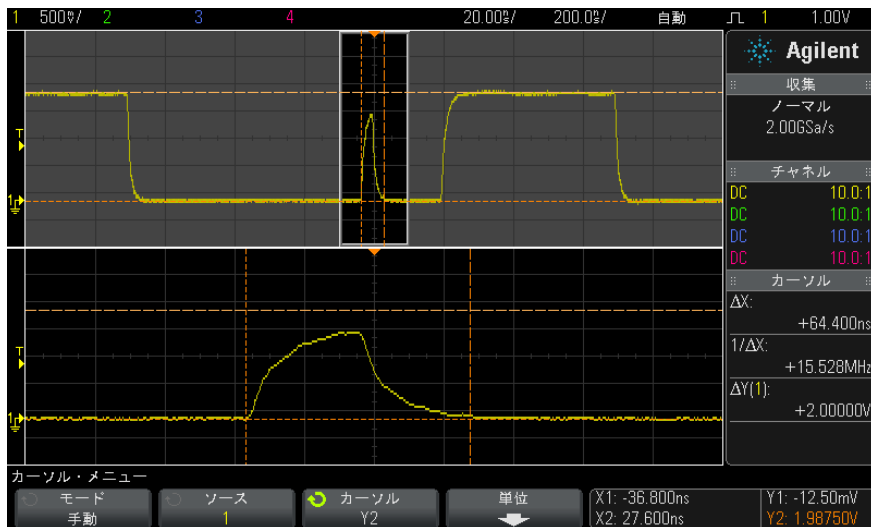 1 500㎷/ 2 3 4 20.00㎱/ 200.0㎱/ 自動 1 1.00V
Agilent
収集
ノーマル
2.00GSa/s
チャネル
DC 10.0:1
DC 10.0:1
DC 10.0:1
DC 10.0:1
カーソル
ΔX:
+64.400ns
1/ΔX:
+15.528MHz
ΔY(1):
+2.00000V
T
1
T
1
カーソル・メニュー
モード
手動
ソース
1
カーソル
Y2
単位
X1: -36.800ns
X2: 27.600ns
Y1: -12.50mV
Y2: 1.98750V